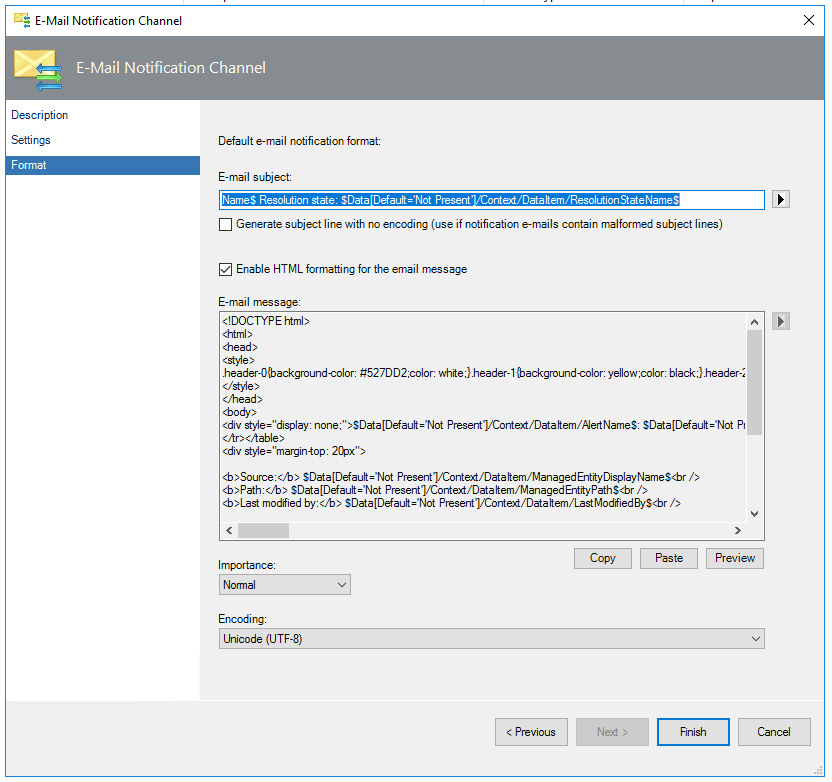 E-Mail Notification Channel
E-Mail Notification Channel
Description
Settings
Format
Default e-mail notification format:
E-mail subject:
Name$ Resolution state: $Data[Default='Not Present']/Context/DataItem/ResolutionStateName$
Generate subject line with no encoding (use if notification e-mails contain malformed subject lines)
Enable HTML formatting for the email message
E-mail message:
<!DOCTYPE html>
<html>
<head>
<style>
.header-0{background-color: #527DD2;color: white;}.header-1{background-color: yellow;color: black;}.header-2
</style>
</head>
<body>
<div style="display: none;">$Data[Default='Not Present']/Context/DataItem/AlertName$: $Data[Default='Not Pr
</tr></table>
<div style="margin-top: 20px">
<b>Source:</b> $Data[Default='Not Present']/Context/DataItem/ManagedEntityDisplayName$<br />
<b>Path:</b> $Data[Default='Not Present']/Context/DataItem/ManagedEntityPath$<br />
<b>Last modified by:</b> $Data[Default='Not Present']/Context/DataItem/LastModifiedBy$<br />
Copy
Paste
Preview
Importance:
Normal
Encoding:
Unicode (UTF-8)
< Previous
Next >
Finish
Cancel